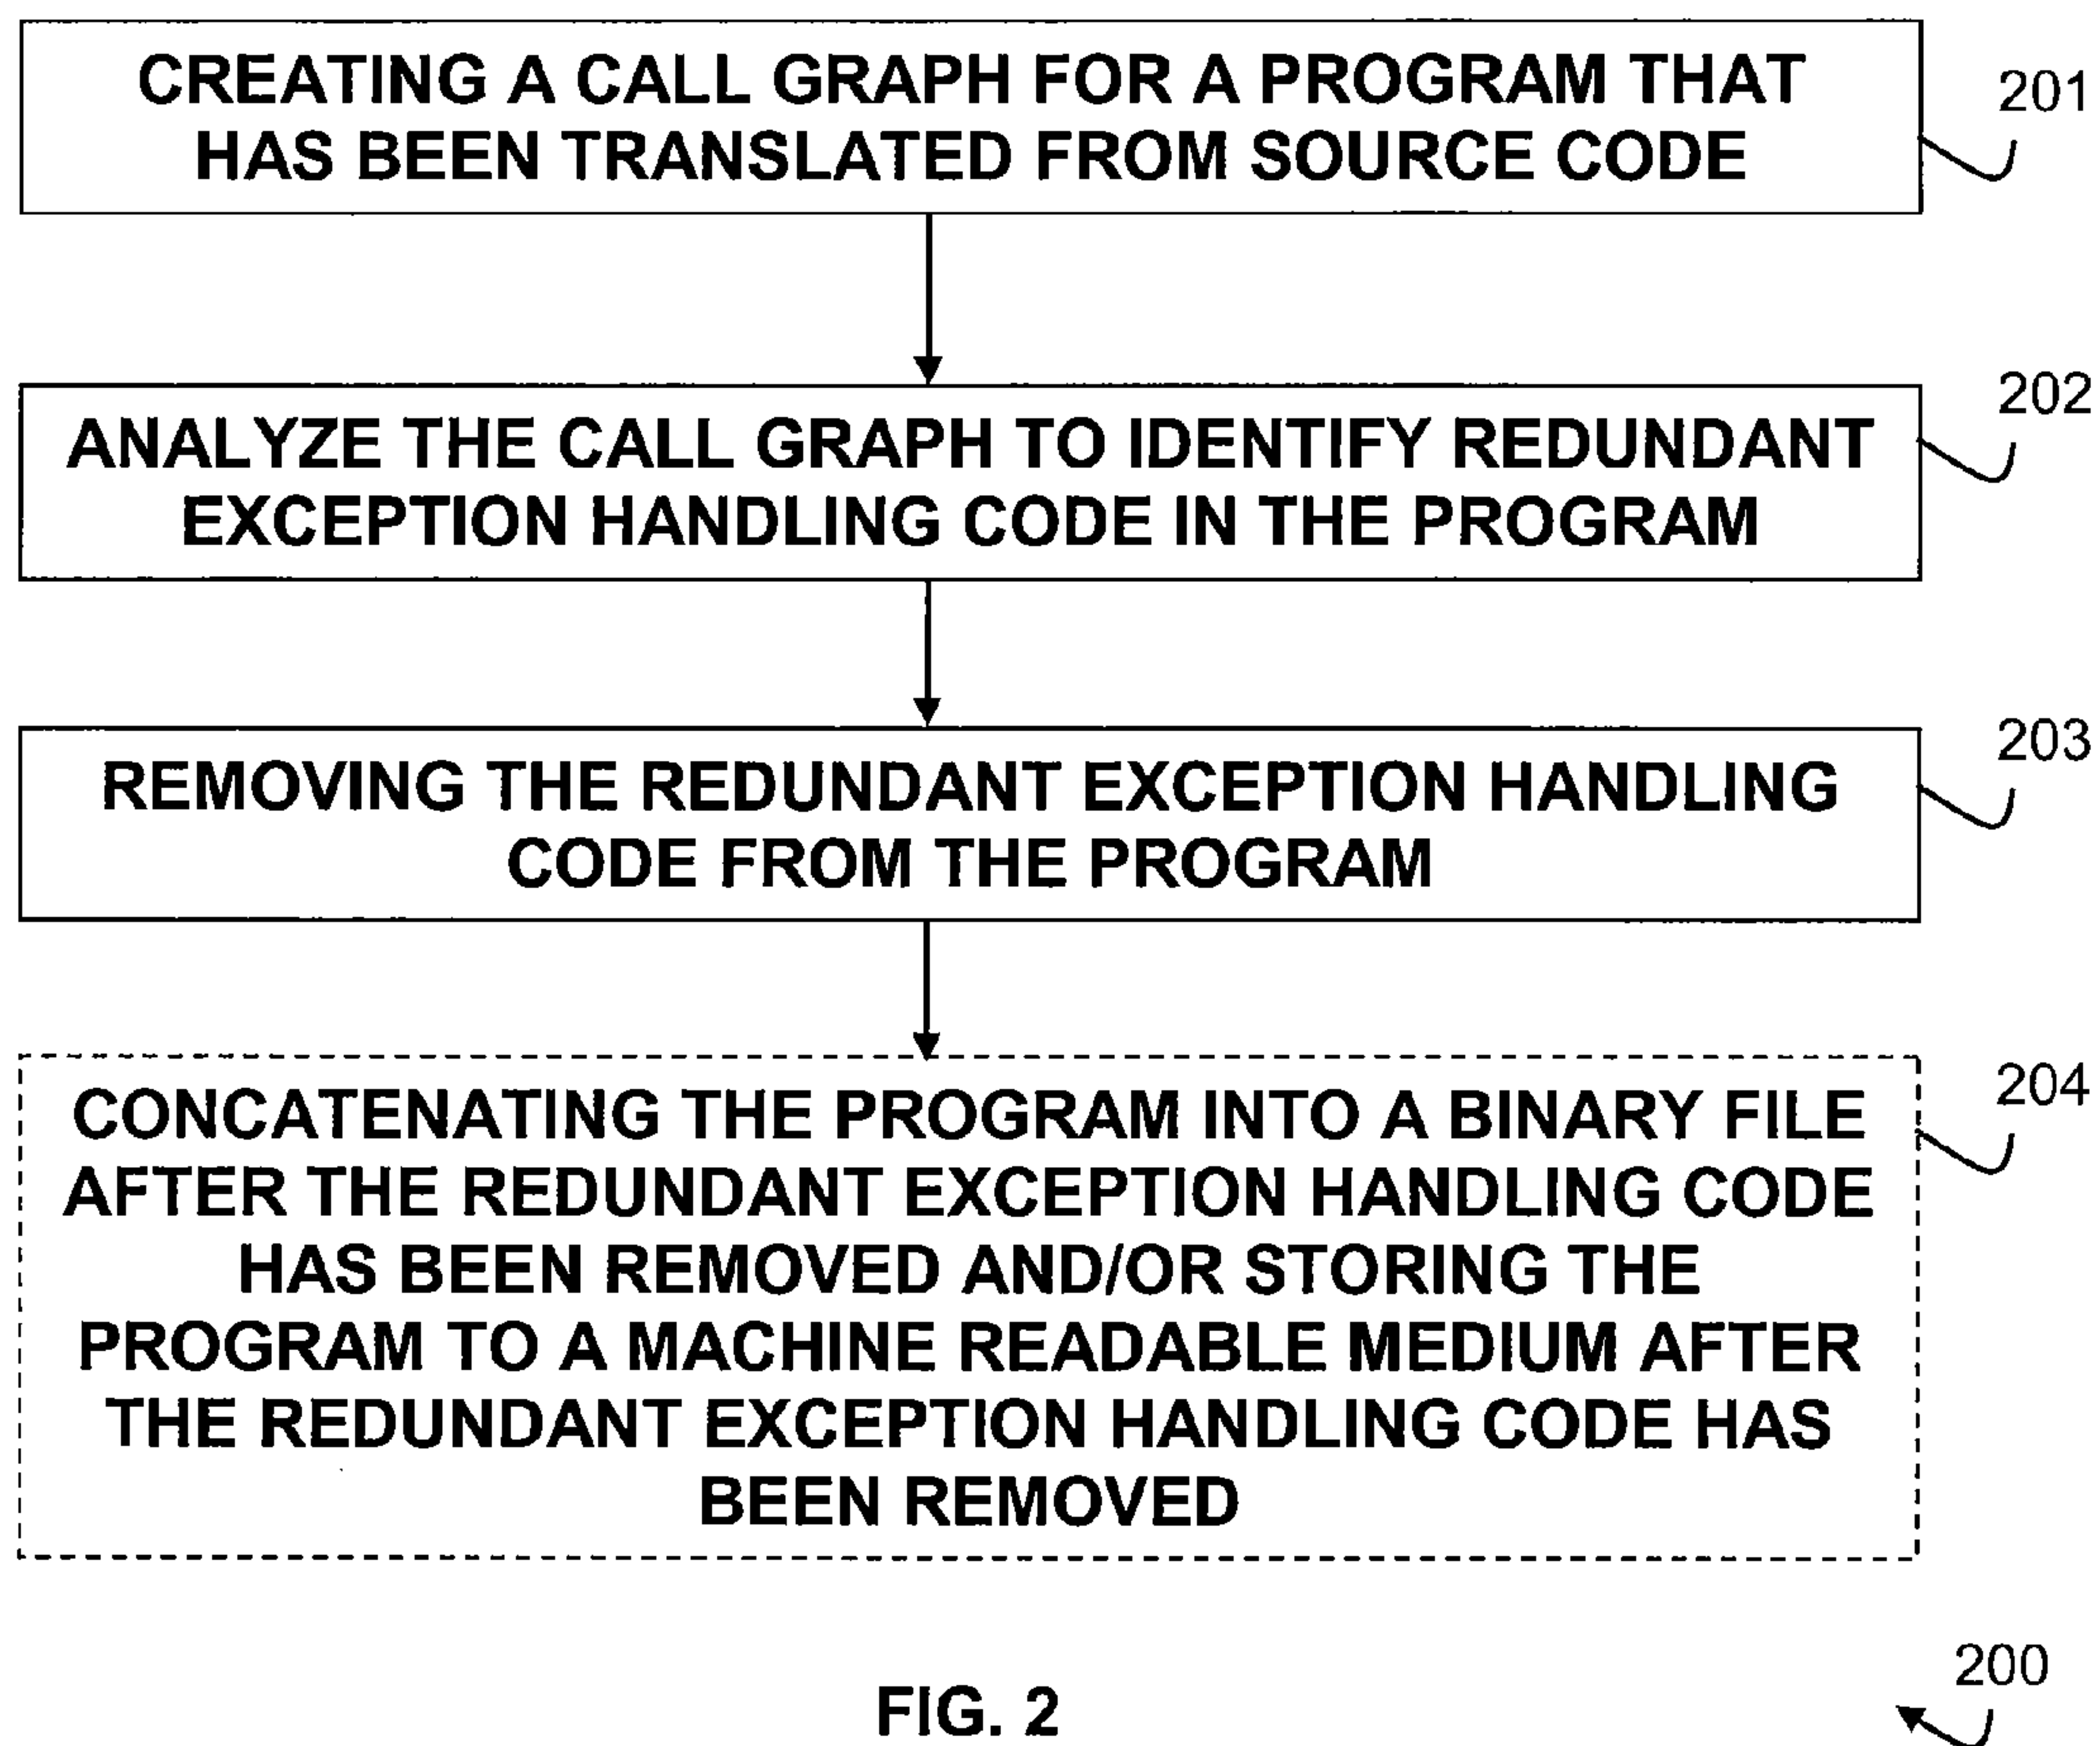 CREATING A CALL GRAPH FOR A PROGRAM THAT
HAS BEEN TRANSLATED FROM SOURCE CODE
201
ANALYZE THE CALL GRAPH TO IDENTIFY REDUNDANT
EXCEPTION HANDLING CODE IN THE PROGRAM
202
REMOVING THE REDUNDANT EXCEPTION HANDLING
CODE FROM THE PROGRAM
203
CONCATENATING THE PROGRAM INTO A BINARY FILE
AFTER THE REDUNDANT EXCEPTION HANDLING CODE
HAS BEEN REMOVED AND/OR STORING THE
PROGRAM TO A MACHINE READABLE MEDIUM AFTER
THE REDUNDANT EXCEPTION HANDLING CODE HAS
BEEN REMOVED
204
FIG. 2
200